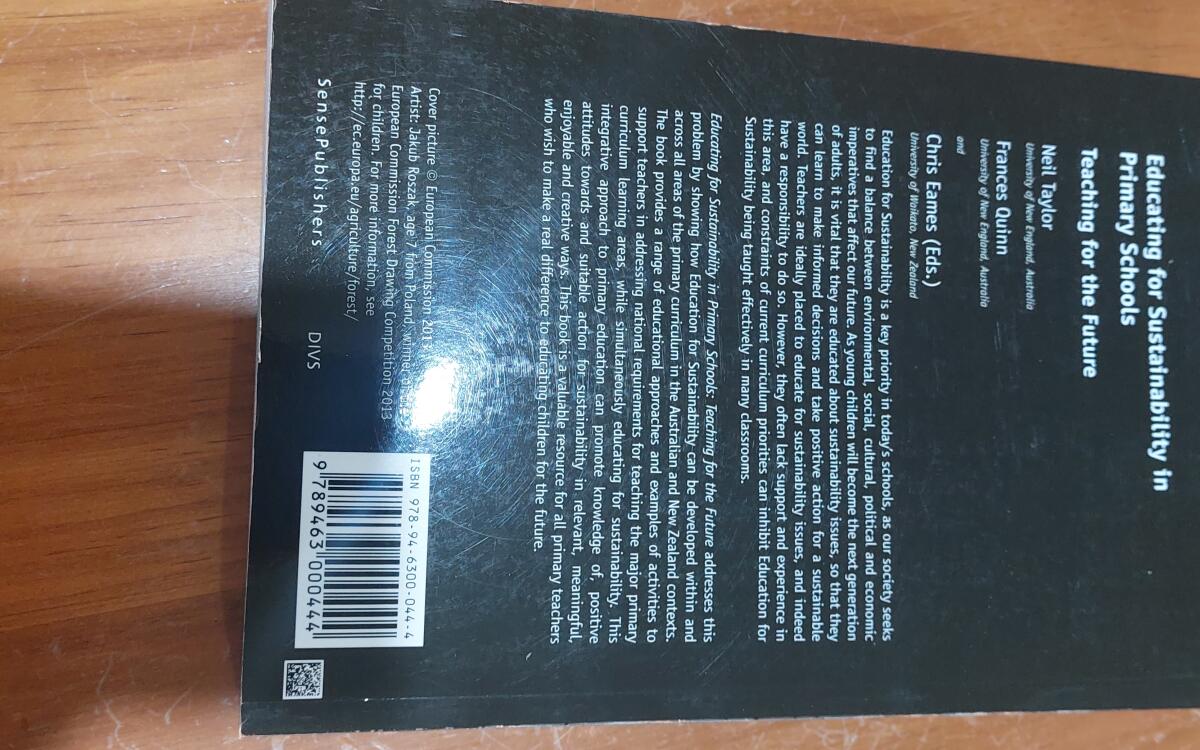 Educating for Sustainability in
Primary Schools
Teaching for the Future
Neil Taylor
University of New England, Australia
Frances Quinn
University of New England, Australia
and
Chris Eames (Eds.)
University of Waikato, New Zealand
Education for Sustainability is a key priority in today's schools, as our society seeks
to find a balance between environmental, social, cultural, political and economic
imperatives that affect our future. As young children will become the next generation
of adults, it is vital that they are educated about sustainability issues, so that they
can learn to make informed decisions and take positive action for a sustainable
world. Teachers are ideally placed to educate for sustainability issues, and indeed
have a responsibility to do so. However, they often lack support and experience in
this area, and constraints of current curriculum priorities can inhibit Education for
Sustainability being taught effectively in many classrooms.
Educating for Sustainability in Primary Schools: Teaching for the Future addresses this
problem by showing how Education for Sustainability can be developed within and
across all areas of the primary curriculum in the Australian and New Zealand contexts.
The book provides a range of educational approaches and examples of activities to
support teachers in addressing national requirements for teaching the major primary
curriculum learning areas, while simultaneously educating for sustainability. This
integrative approach to primary education can promote knowledge of, positive
attitudes towards and suitable action for sustainability in relevant, meaningful,
enjoyable and creative ways. This book is a valuable resource for all primary teachers
who wish to make a real difference to educating children for the future.
Cover picture © European Commission 2011
Artist: Jakub Roszak, age 7 from Poland, winner
European Commission Forest Drawing Competition 2013
for children. For more information, see
http://ec.europa.eu/agriculture/forest/
SensePublishers
DIVS
ISBN 978-94-6300-044-4
9 789463 000444